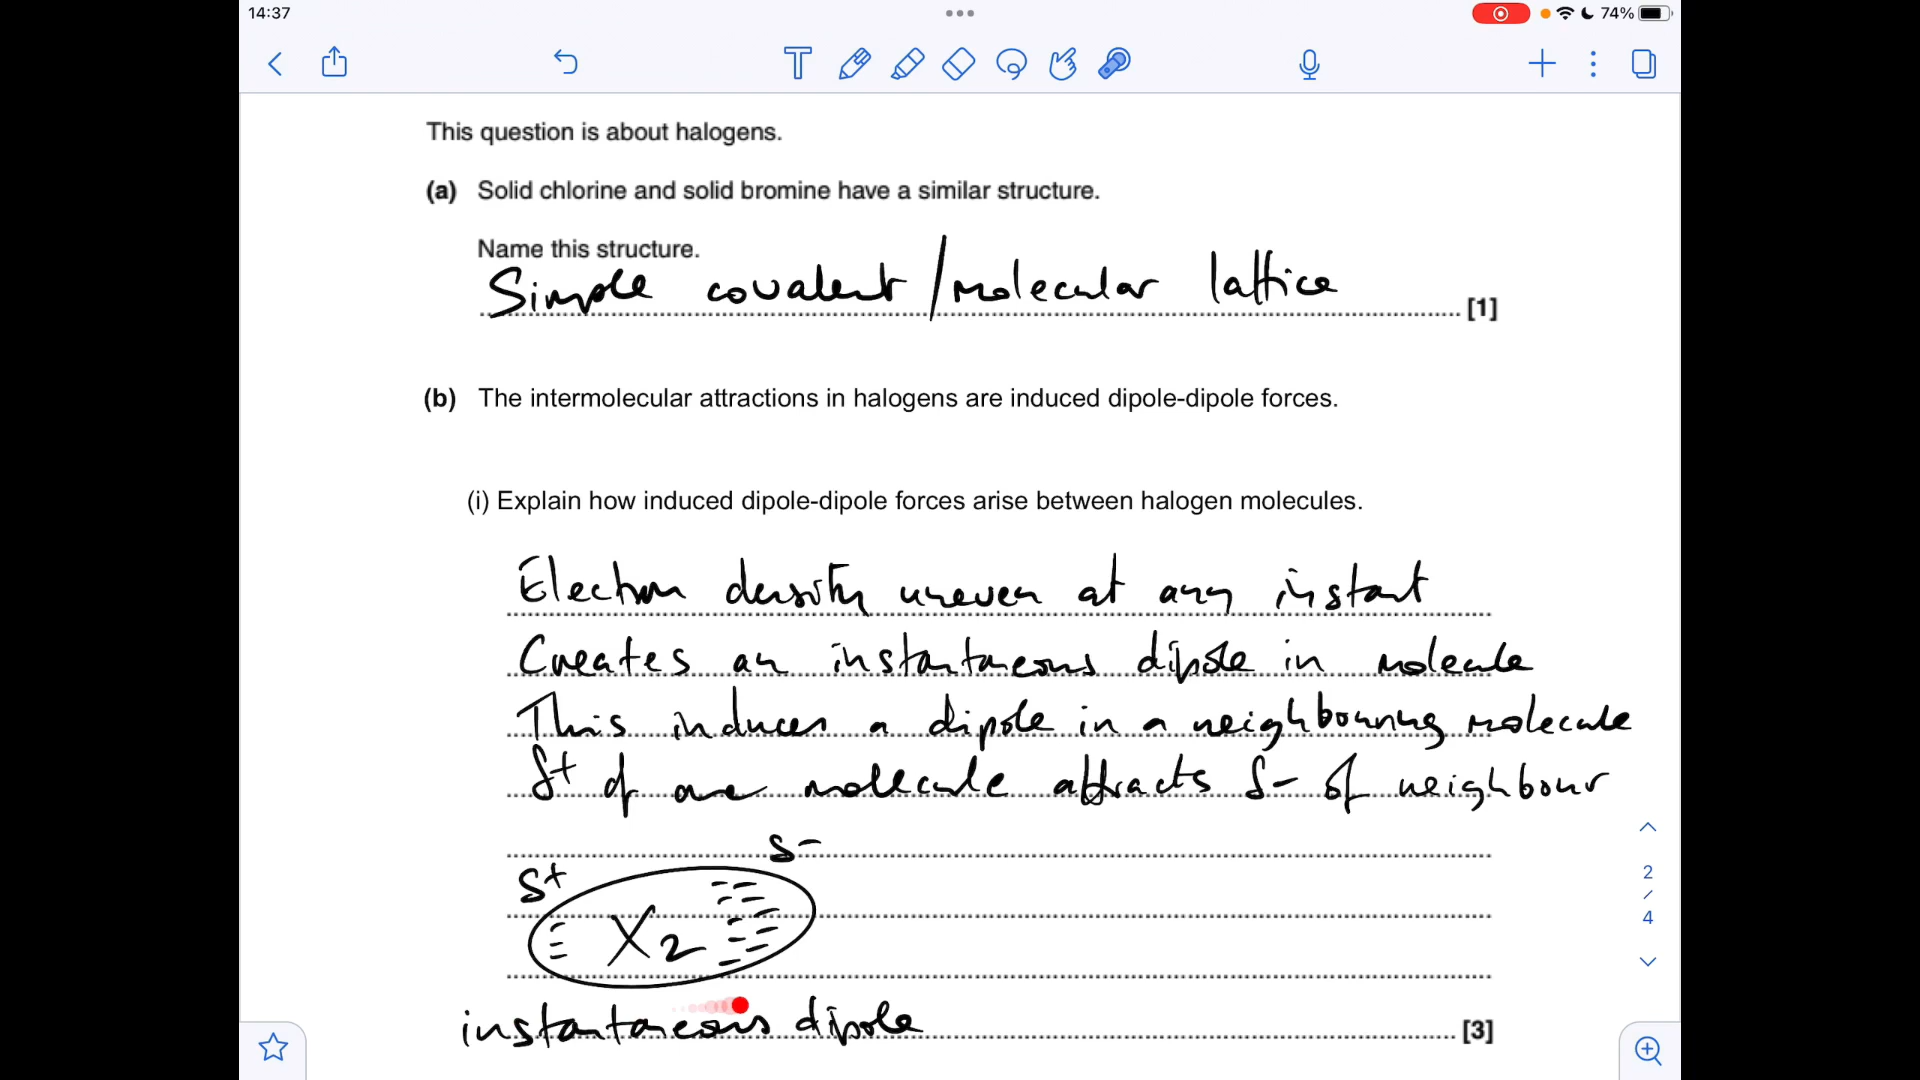 14:37
74%
This question is about halogens.
(a) Solid chlorine and solid bromine have a similar structure.
Name this structure.
Simple covalent / molecular lattice
[1]
(b) The intermolecular attractions in halogens are induced dipole-dipole forces.
(i) Explain how induced dipole-dipole forces arise between halogen molecules.
Electron density uneven at any instant
Creates an instantaneous dipole in molecule
This induces a dipole in a neighbouring molecule
δ+ of one molecule attracts δ- of neighbour
δ-
δ+
X2
2
/
4
instantaneous dipole
[3]